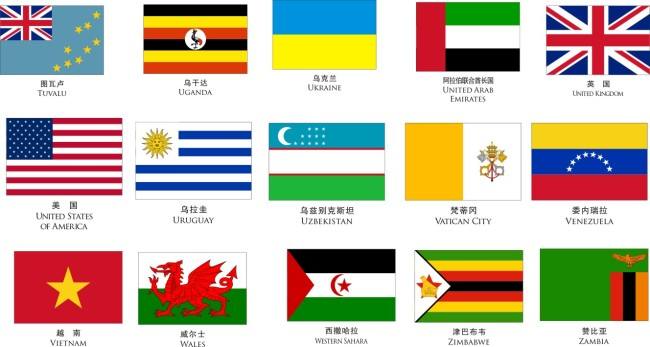 图瓦卢
TUVALU
乌干达
UGANDA
乌克兰
UKRAINE
阿拉伯联合酋长国
UNITED ARAB
EMIRATES
英 国
UNITED KINGDOM
美 国
UNITED STATES
OF AMERICA
乌拉圭
URUGUAY
乌兹别克斯坦
UZBEKISTAN
梵蒂冈
VATICAN CITY
委内瑞拉
VENEZUELA
越 南
VIETNAM
威尔士
WALES
西撒哈拉
WESTERN SAHARA
津巴布韦
ZIMBABWE
赞比亚
ZAMBIA